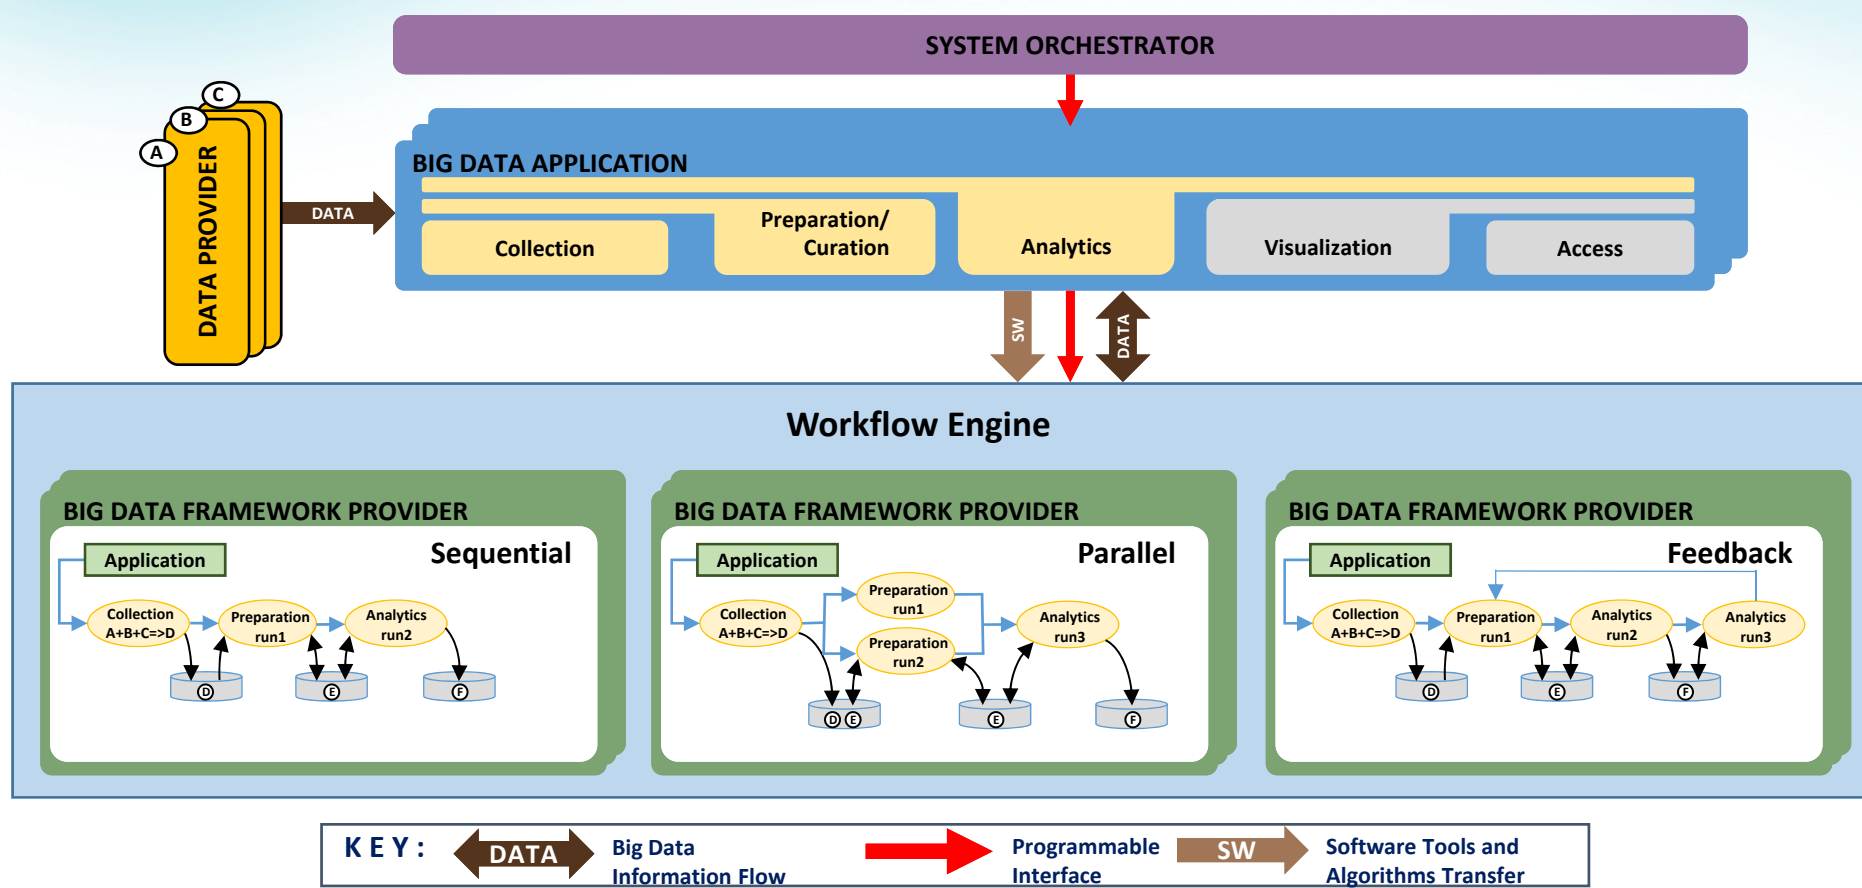 SYSTEM ORCHESTRATOR
C
B
A
DATA PROVIDER
DATA
BIG DATA APPLICATION
Collection
Preparation/
Curation
Analytics
Visualization
Access
SW
DATA
Workflow Engine
BIG DATA FRAMEWORK PROVIDER
Sequential
Application
Collection
A+B+C=>D
Preparation
run1
Analytics
run2
D
E
F
BIG DATA FRAMEWORK PROVIDER
Parallel
Application
Collection
A+B+C=>D
Preparation
run1
Preparation
run2
Analytics
run3
D E
E
F
BIG DATA FRAMEWORK PROVIDER
Feedback
Application
Collection
A+B+C=>D
Preparation
run1
Analytics
run2
Analytics
run3
D
E
F
KEY:
DATA
Big Data
Information Flow
Programmable
Interface
SW
Software Tools and
Algorithms Transfer